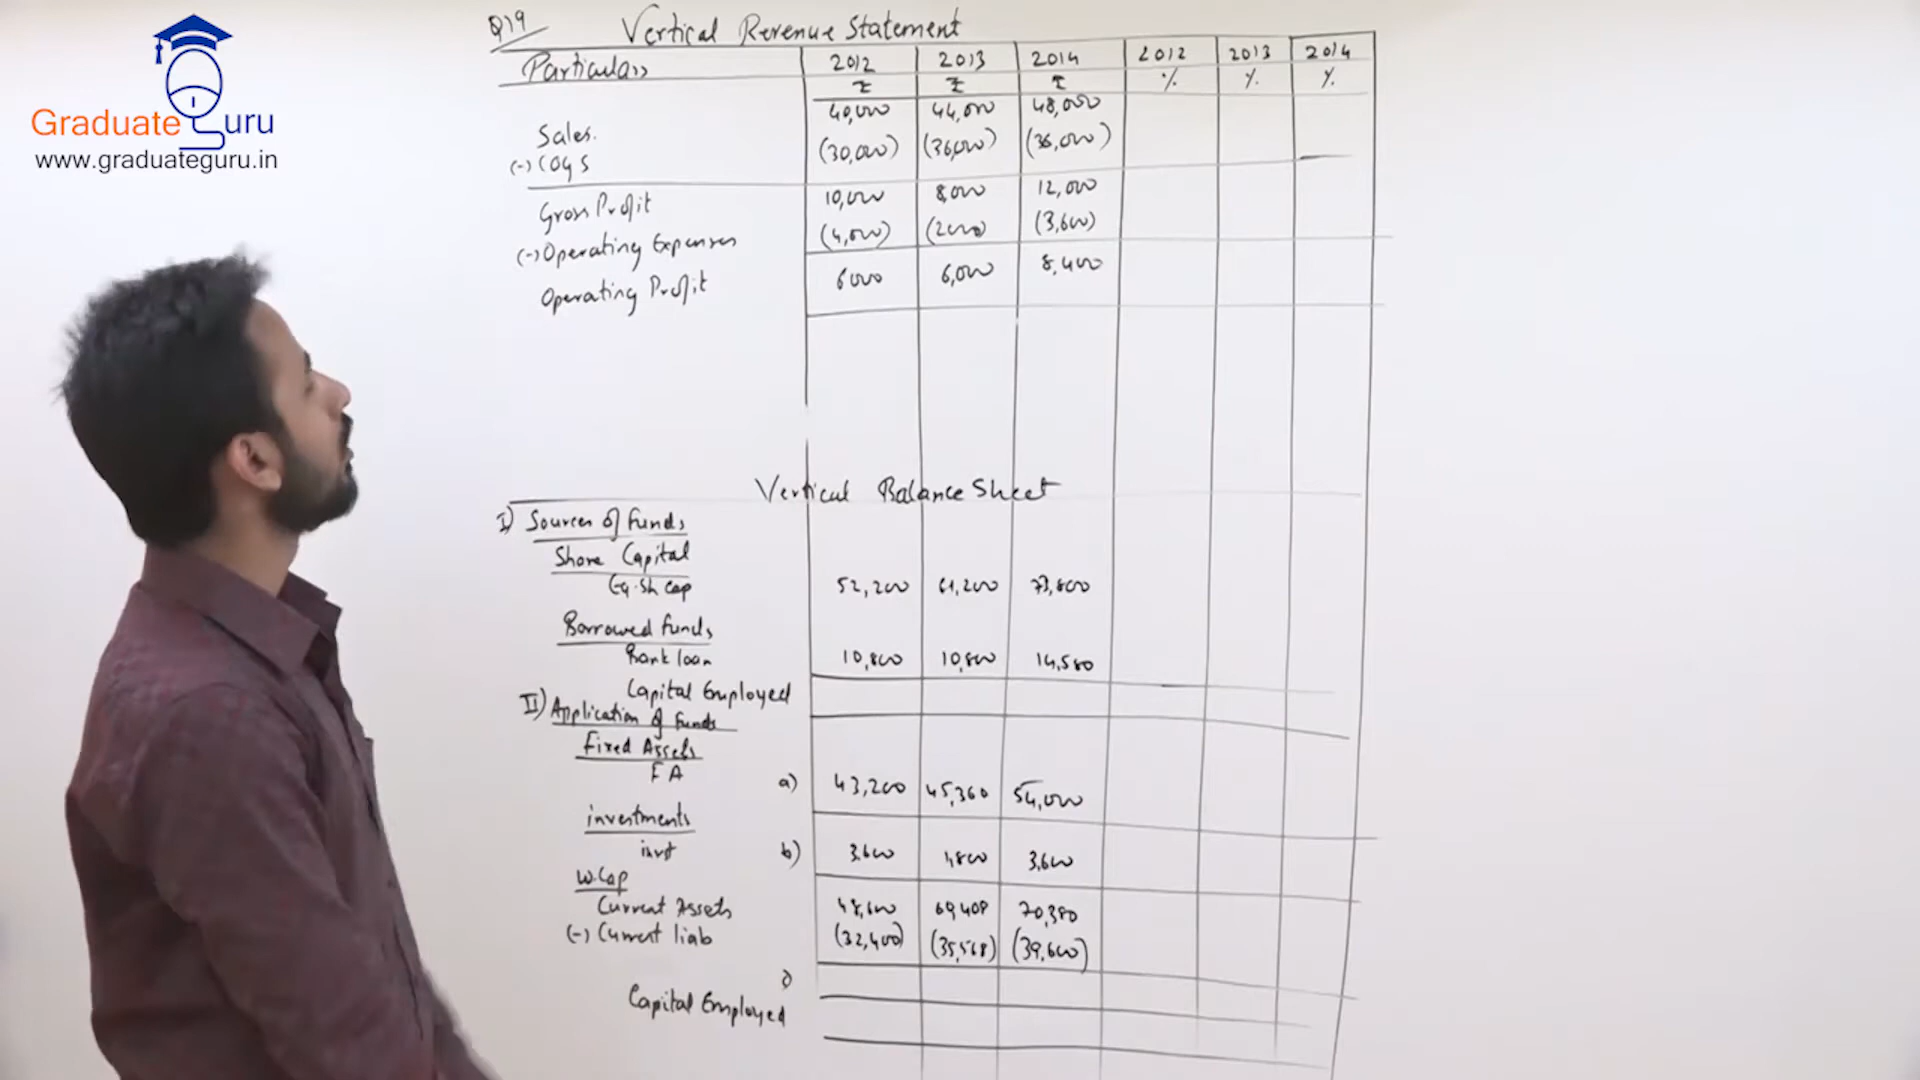 Graduate Guru
www.graduateguru.in
Q19 Vertical Revenue Statement
Particulars 2012 2013 2014 2012 2013 2014
₹ ₹ ₹ % % %
Sales. 40,000 44,000 48,000
(-) COGS (30,000) (36,000) (36,000)
Gross Profit 10,000 8,000 12,000
(-) Operating Expenses (4,000) (2000) (3,600)
Operating Profit 6000 6,000 8,400
Vertical Balance Sheet
I) Sources of Funds
Share Capital
Eq. Sh Cap 52,200 61,200 73,800
Borrowed Funds
Bank loan 10,800 10,800 14,580
Capital Employed
II) Application of Funds
Fixed Assets
FA a) 43,200 45,360 54,000
investments
invt b) 3,600 1800 3,600
W.Cap
Current Assets 48,600 69,408 70,380
(-) Current liab (32,400) (35,568) (39,600)
Capital Employed